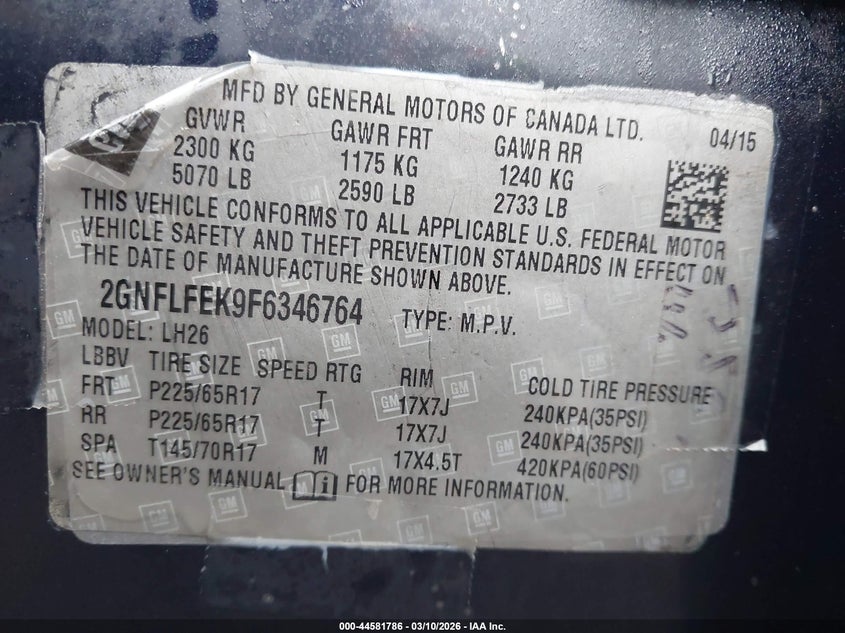 MFD BY GENERAL MOTORS OF CANADA LTD. 04/15
GVWR GAWR FRT GAWR RR
2300 KG 1175 KG 1240 KG
5070 LB 2590 LB 2733 LB
THIS VEHICLE CONFORMS TO ALL APPLICABLE U.S. FEDERAL MOTOR
VEHICLE SAFETY AND THEFT PREVENTION STANDARDS IN EFFECT ON
THE DATE OF MANUFACTURE SHOWN ABOVE.
2GNFLFEK9F6346764 TYPE: M.P.V.
MODEL: LH26
LBBV TIRE SIZE SPEED RTG RIM COLD TIRE PRESSURE
FRT P225/65R17 T 17X7J 240KPA(35PSI)
RR P225/65R17 T 17X7J 240KPA(35PSI)
SPA T145/70R17 M 17X4.5T 420KPA(60PSI)
SEE OWNER'S MANUAL FOR MORE INFORMATION.
000-44581786 — 03/10/2026 — IAA Inc.